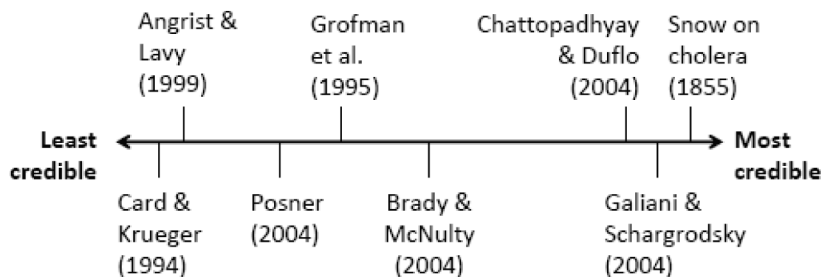 Angrist &
Lavy
(1999)
Grofman
et al.
(1995)
Chattopadhyay
& Duflo
(2004)
Snow on
cholera
(1855)
Least
credible
Most
credible
Card &
Krueger
(1994)
Posner
(2004)
Brady &
McNulty
(2004)
Galiani &
Schargrodsky
(2004)